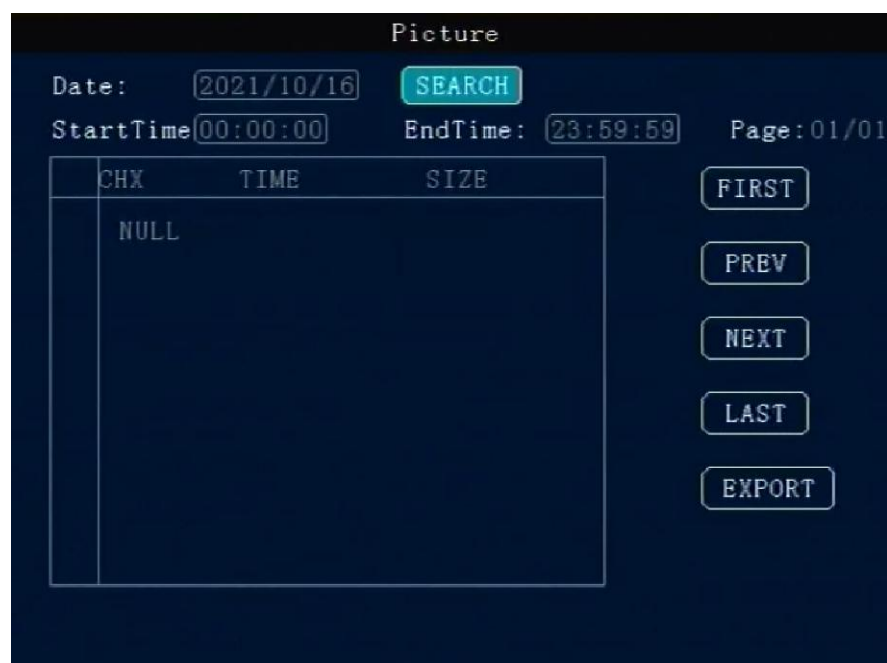 Picture
Date: 2021/10/16 SEARCH
StartTime 00:00:00 EndTime: 23:59:59 Page:01/01
CHX TIME SIZE
FIRST
NULL
PREV
NEXT
LAST
EXPORT